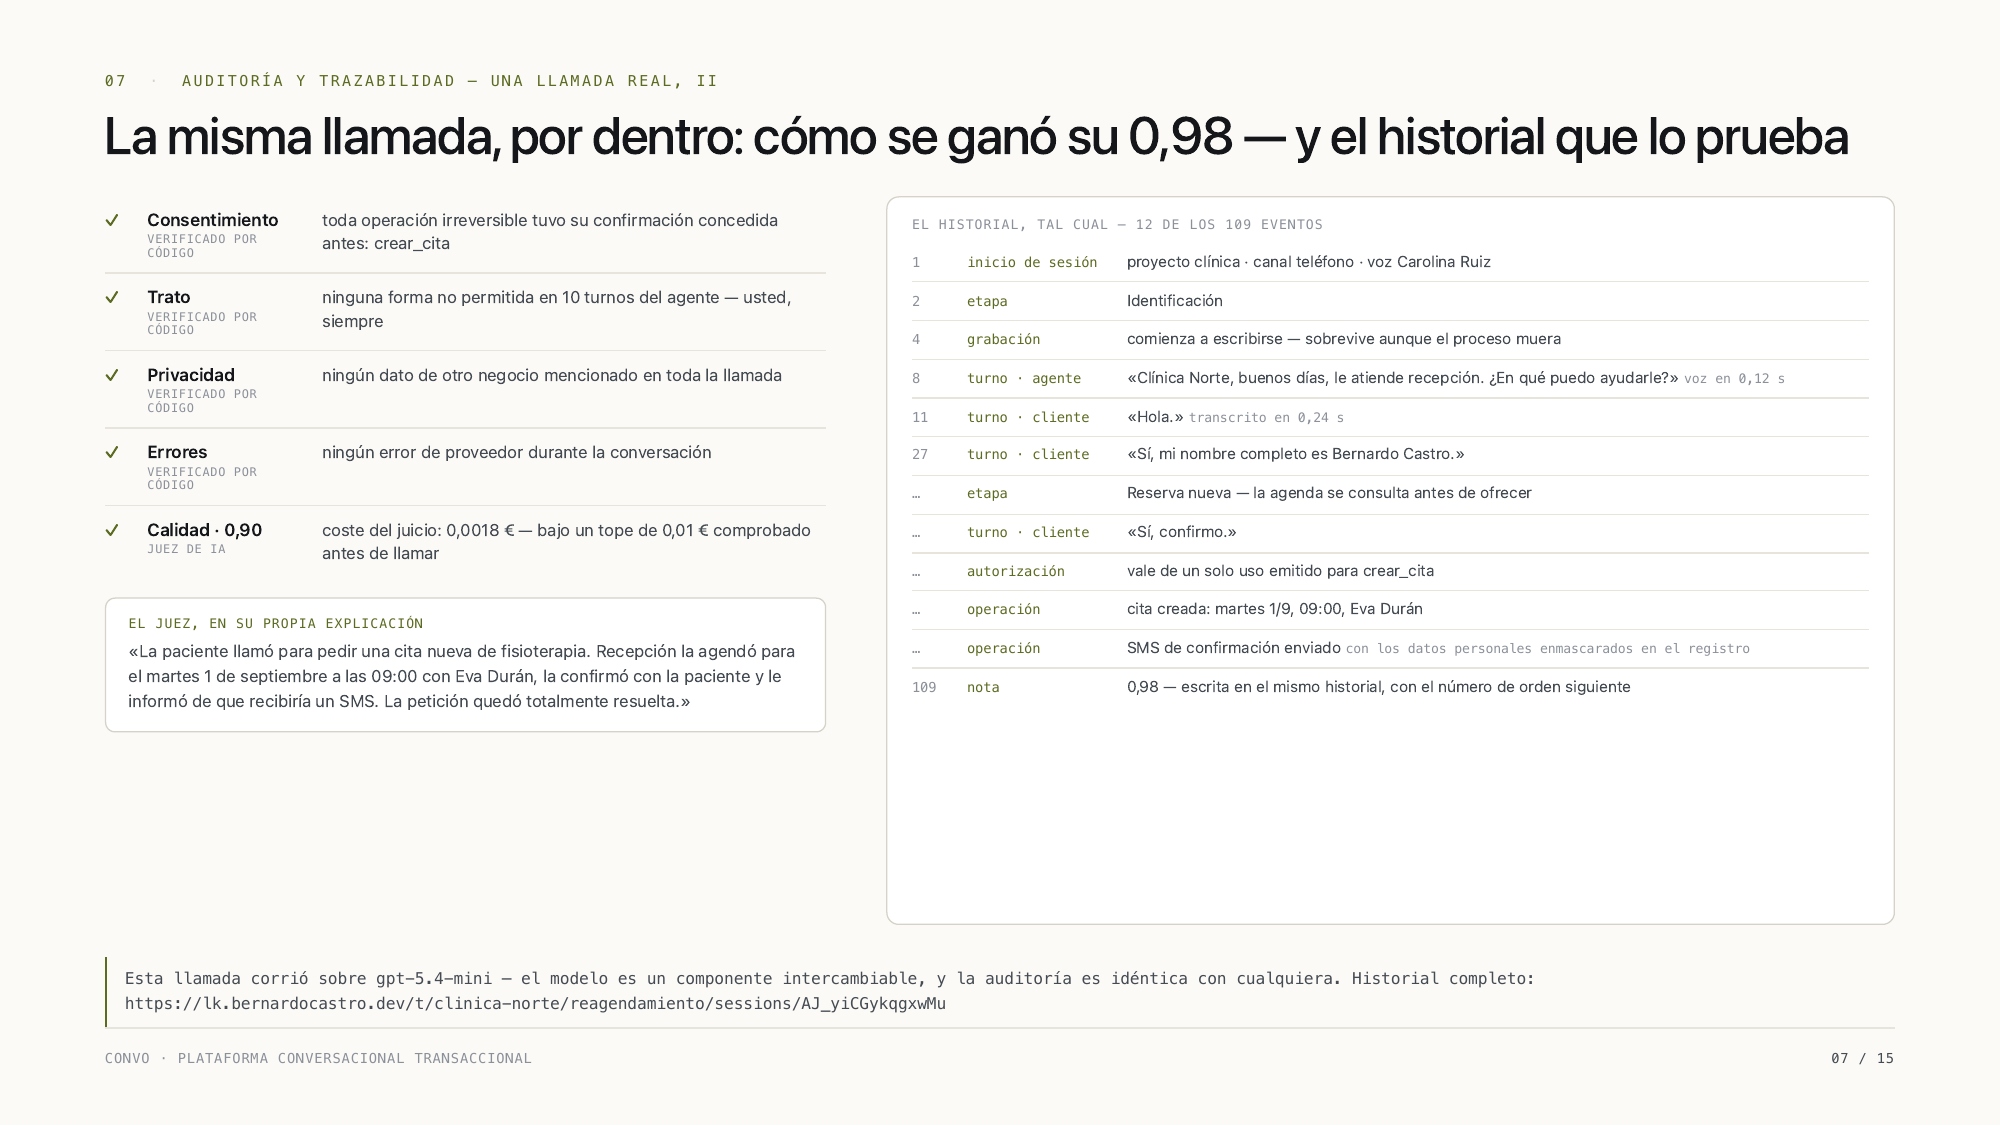 07 · AUDITORÍA Y TRAZABILIDAD — UNA LLAMADA REAL, II
La misma llamada, por dentro: cómo se ganó su 0,98 — y el historial que lo prueba
Consentimiento
VERIFICADO POR
CÓDIGO
toda operación irreversible tuvo su confirmación concedida
antes: crear_cita
Trato
VERIFICADO POR
CÓDIGO
ninguna forma no permitida en 10 turnos del agente — usted,
siempre
Privacidad
VERIFICADO POR
CÓDIGO
ningún dato de otro negocio mencionado en toda la llamada
Errores
VERIFICADO POR
CÓDIGO
ningún error de proveedor durante la conversación
Calidad · 0,90
JUEZ DE IA
coste del juicio: 0,0018 € — bajo un tope de 0,01 € comprobado
antes de llamar
EL JUEZ, EN SU PROPIA EXPLICACIÓN
«La paciente llamó para pedir una cita nueva de fisioterapia. Recepción la agendó para
el martes 1 de septiembre a las 09:00 con Eva Durán, la confirmó con la paciente y le
informó de que recibiría un SMS. La petición quedó totalmente resuelta.»
EL HISTORIAL, TAL CUAL — 12 DE LOS 109 EVENTOS
1 inicio de sesión proyecto clínica · canal teléfono · voz Carolina Ruiz
2 etapa Identificación
4 grabación comienza a escribirse — sobrevive aunque el proceso muera
8 turno · agente «Clínica Norte, buenos días, le atiende recepción. ¿En qué puedo ayudarle?» voz en 0,12 s
11 turno · cliente «Hola.» transcrito en 0,24 s
27 turno · cliente «Sí, mi nombre completo es Bernardo Castro.»
… etapa Reserva nueva — la agenda se consulta antes de ofrecer
… turno · cliente «Sí, confirmo.»
… autorización vale de un solo uso emitido para crear_cita
… operación cita creada: martes 1/9, 09:00, Eva Durán
… operación SMS de confirmación enviado con los datos personales enmascarados en el registro
109 nota 0,98 — escrita en el mismo historial, con el número de orden siguiente
Esta llamada corrió sobre gpt-5.4-mini — el modelo es un componente intercambiable, y la auditoría es idéntica con cualquiera. Historial completo:
https://lk.bernardocastro.dev/t/clinica-norte/reagendamiento/sessions/AJ_yiCGykqgxwMu
CONVO · PLATAFORMA CONVERSACIONAL TRANSACCIONAL
07 / 15